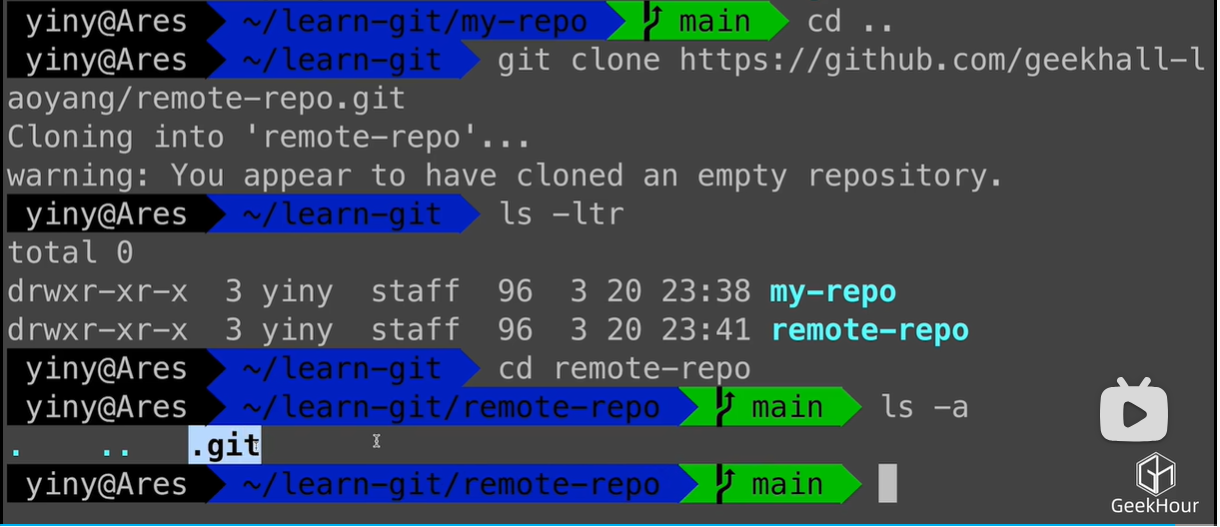 yiny@Ares ~/learn-git/my-repo main cd ..
yiny@Ares ~/learn-git git clone https://github.com/geekhall-l
aoyang/remote-repo.git
Cloning into 'remote-repo'...
warning: You appear to have cloned an empty repository.
yiny@Ares ~/learn-git ls -ltr
total 0
drwxr-xr-x 3 yiny staff 96 3 20 23:38 my-repo
drwxr-xr-x 3 yiny staff 96 3 20 23:41 remote-repo
yiny@Ares ~/learn-git cd remote-repo
yiny@Ares ~/learn-git/remote-repo main ls -a
. .. .git
yiny@Ares ~/learn-git/remote-repo main
GeekHour